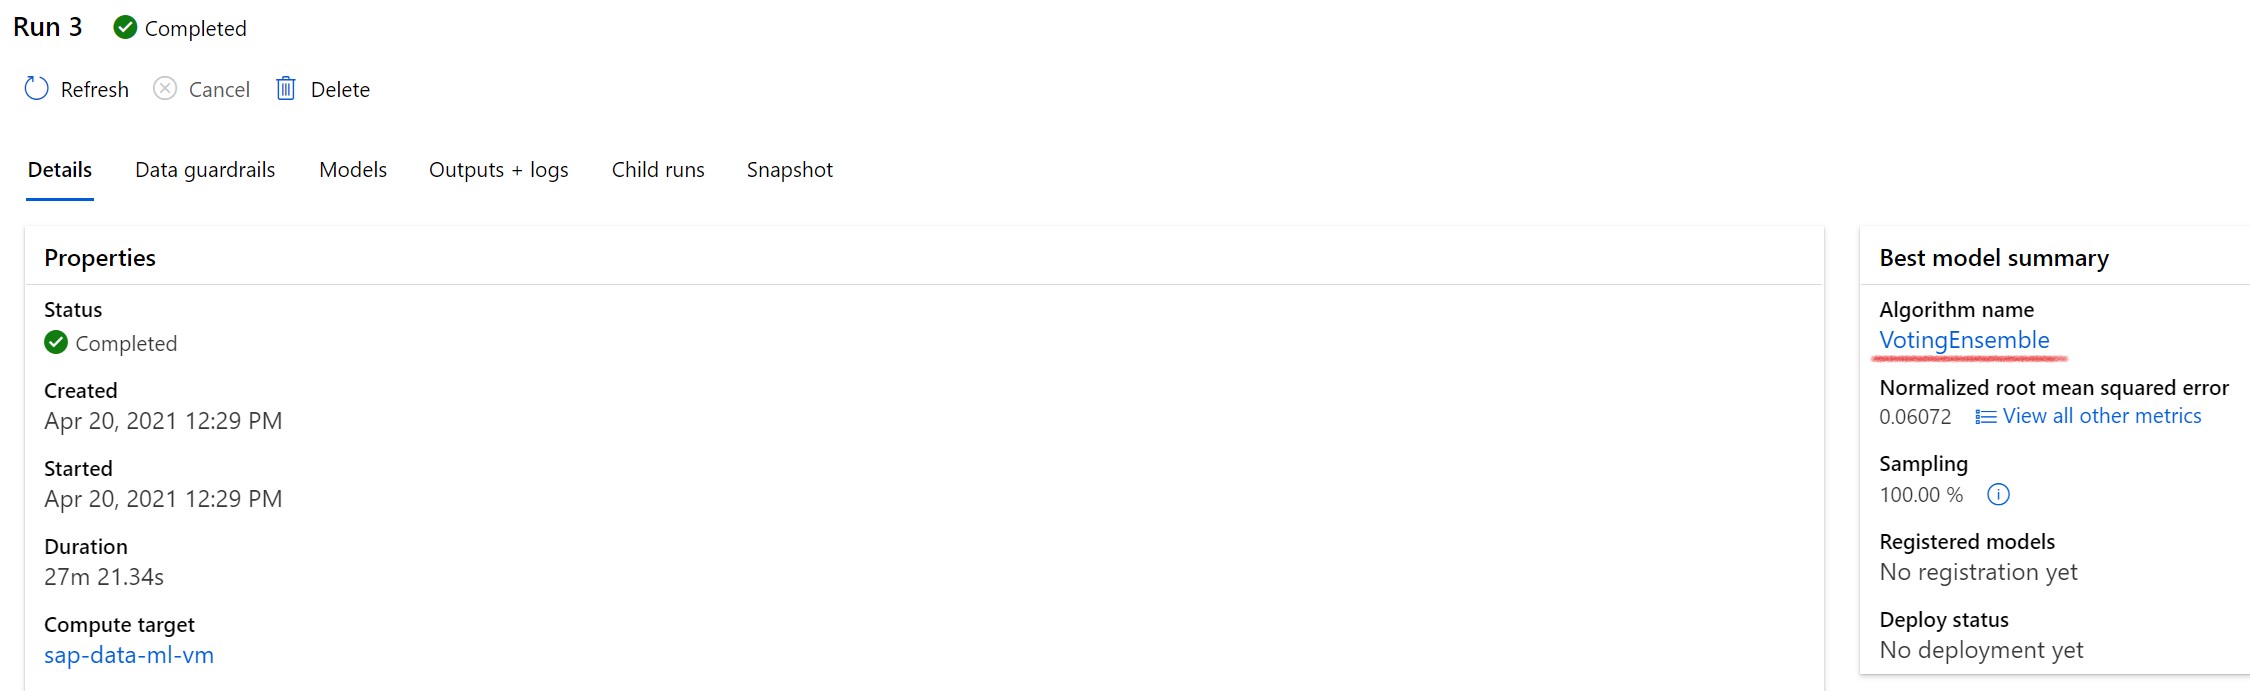 Run 3 Completed
Refresh Cancel Delete
Details Data guardrails Models Outputs + logs Child runs Snapshot
Properties
Status
Completed
Created
Apr 20, 2021 12:29 PM
Started
Apr 20, 2021 12:29 PM
Duration
27m 21.34s
Compute target
sap-data-ml-vm
Best model summary
Algorithm name
VotingEnsemble
Normalized root mean squared error
0.06072 View all other metrics
Sampling
100.00 %
Registered models
No registration yet
Deploy status
No deployment yet